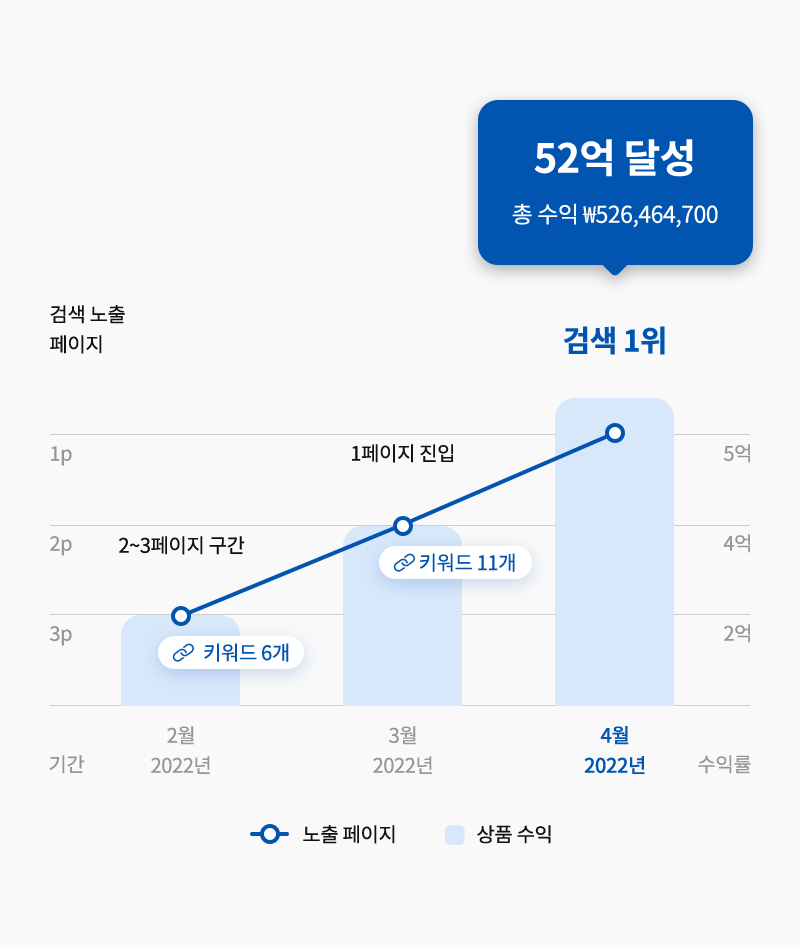 52억 달성
총 수익 ₩526,464,700
검색 노출
페이지
검색 1위
1p
1페이지 진입
5억
2p
2~3페이지 구간
4억
키워드 11개
3p
2억
키워드 6개
2월
3월
4월
기간
2022년
2022년
2022년
수익률
노출 페이지
상품 수익